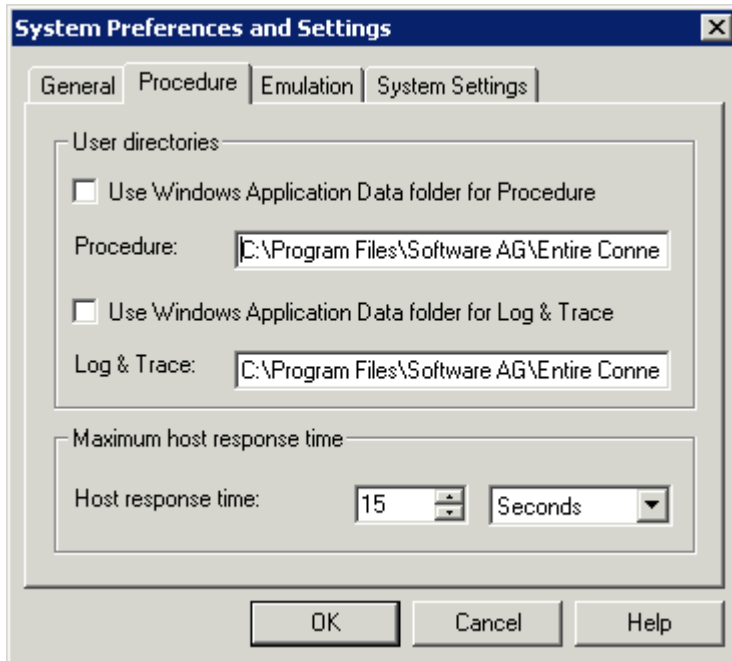 System Preferences and Settings
General Procedure Emulation System Settings
User directories
Use Windows Application Data folder for Procedure
Procedure: C:\Program Files\Software AG\Entire Conne
Use Windows Application Data folder for Log & Trace
Log & Trace: C:\Program Files\Software AG\Entire Conne
Maximum host response time
Host response time: 15 Seconds
OK Cancel Help